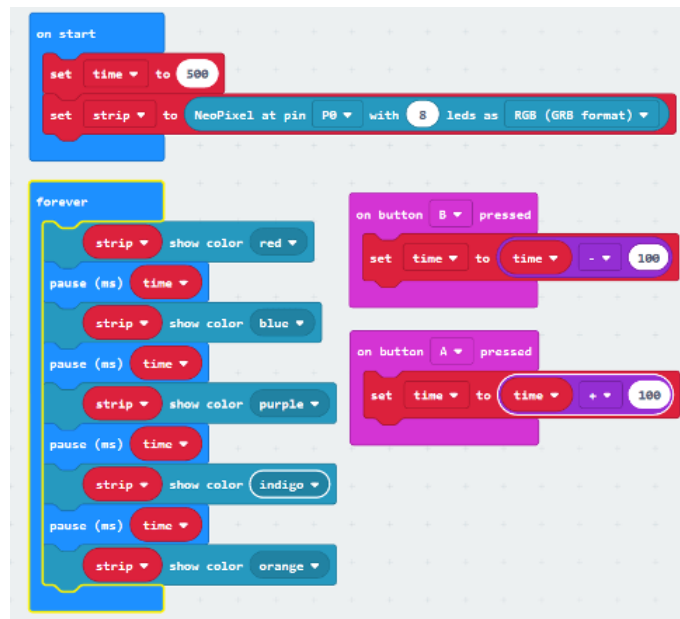 on start
set time to 500
set strip to NeoPixel at pin P0 with 8 leds as RGB (GRB format)
forever
strip show color red
pause (ms) time
strip show color blue
pause (ms) time
strip show color purple
pause (ms) time
strip show color indigo
pause (ms) time
strip show color orange
on button B pressed
set time to time - 100
on button A pressed
set time to time + 100